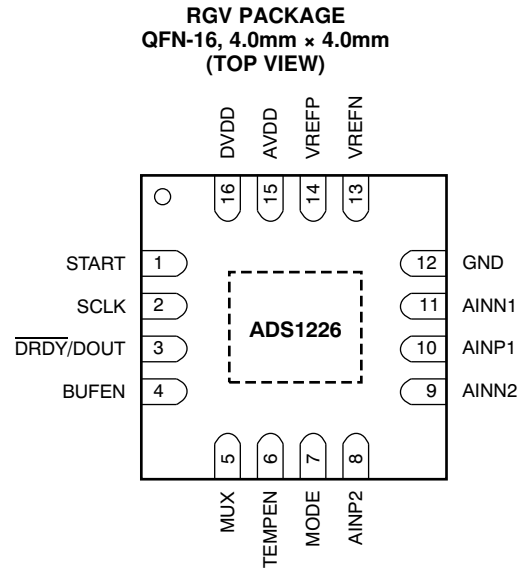 RGV PACKAGE
QFN-16, 4.0mm × 4.0mm
(TOP VIEW)
DVDD
AVDD
VREFP
VREFN
16
15
14
13
START 1
SCLK 2
DRDY/DOUT 3
BUFEN 4
12 GND
11 AINN1
10 AINP1
9 AINN2
ADS1226
5
6
7
8
MUX
TEMPEN
MODE
AINP2